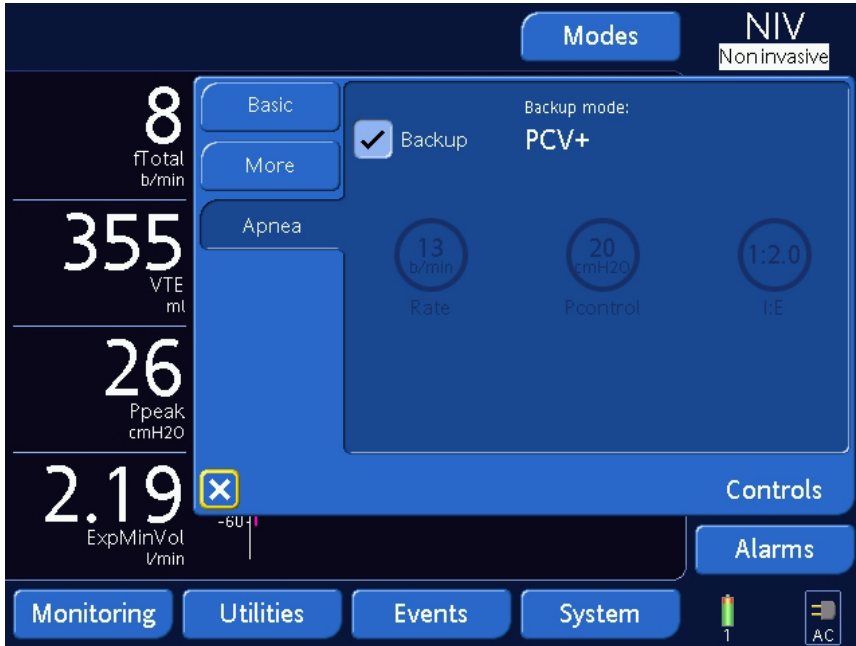 Modes
NIV
Noninvasive
8
fTotal
b/min
355
VTE
ml
26
Ppeak
cmH2O
2.19
ExpMinVol
l/min
Basic
More
Apnea
Backup
Backup mode:
PCV+
13
b/min
Rate
20
cmH2O
Pcontrol
1:2.0
I:E
Controls
-60
Alarms
Monitoring
Utilities
Events
System
1
AC